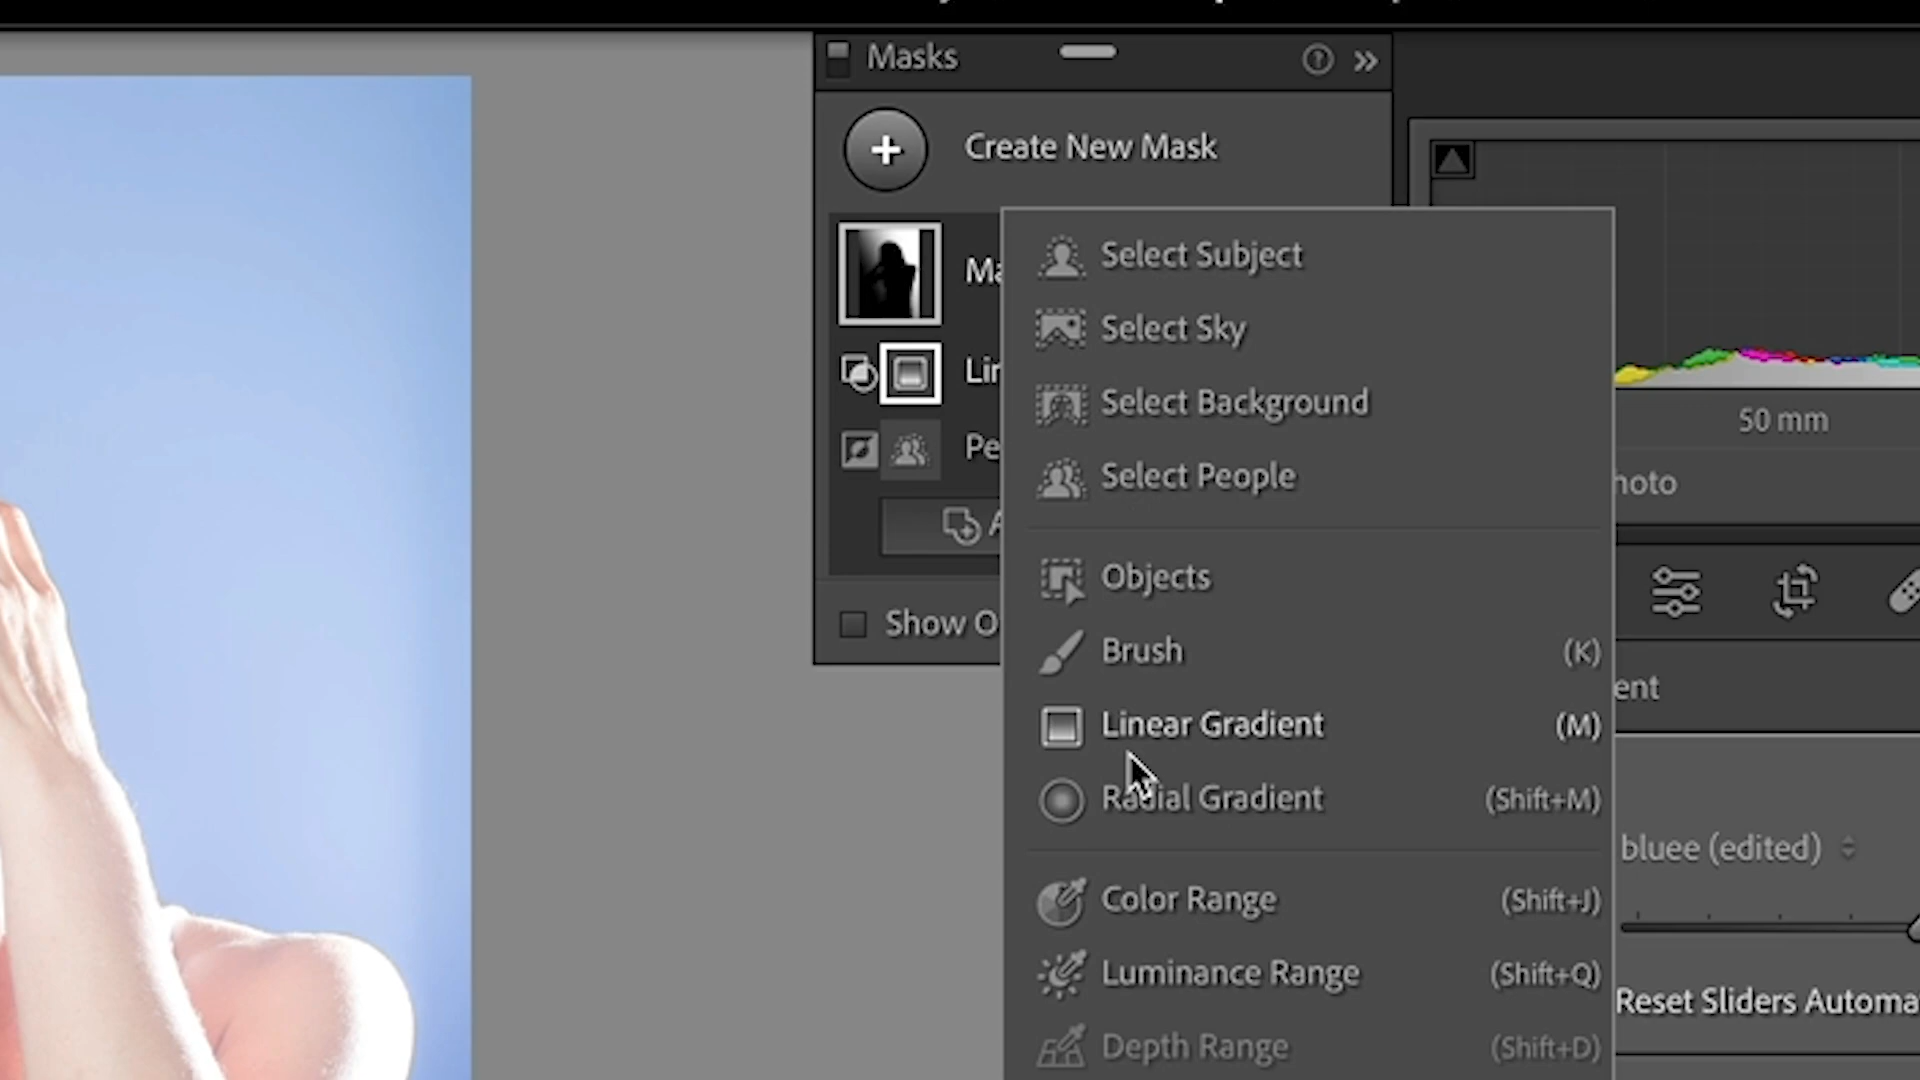 Masks
Create New Mask
Ma
Lin
Pe
A
Show O
Select Subject
Select Sky
Select Background
Select People
Objects
Brush (K)
Linear Gradient (M)
Radial Gradient (Shift+M)
Color Range (Shift+J)
Luminance Range (Shift+Q)
Depth Range (Shift+D)
50 mm
hoto
ent
bluee (edited)
Reset Sliders Automa